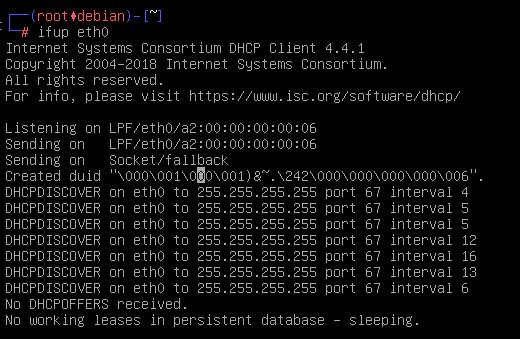 ┌──(root♦debian)-[~]
└─# ifup eth0
Internet Systems Consortium DHCP Client 4.4.1
Copyright 2004-2018 Internet Systems Consortium.
All rights reserved.
For info, please visit https://www.isc.org/software/dhcp/

Listening on LPF/eth0/a2:00:00:00:00:06
Sending on   LPF/eth0/a2:00:00:00:00:06
Sending on   Socket/fallback
Created duid "\000\001\000\001)&~.\242\000\000\000\000\006".
DHCPDISCOVER on eth0 to 255.255.255.255 port 67 interval 4
DHCPDISCOVER on eth0 to 255.255.255.255 port 67 interval 5
DHCPDISCOVER on eth0 to 255.255.255.255 port 67 interval 5
DHCPDISCOVER on eth0 to 255.255.255.255 port 67 interval 12
DHCPDISCOVER on eth0 to 255.255.255.255 port 67 interval 16
DHCPDISCOVER on eth0 to 255.255.255.255 port 67 interval 13
DHCPDISCOVER on eth0 to 255.255.255.255 port 67 interval 6
No DHCPOFFERS received.
No working leases in persistent database - sleeping.